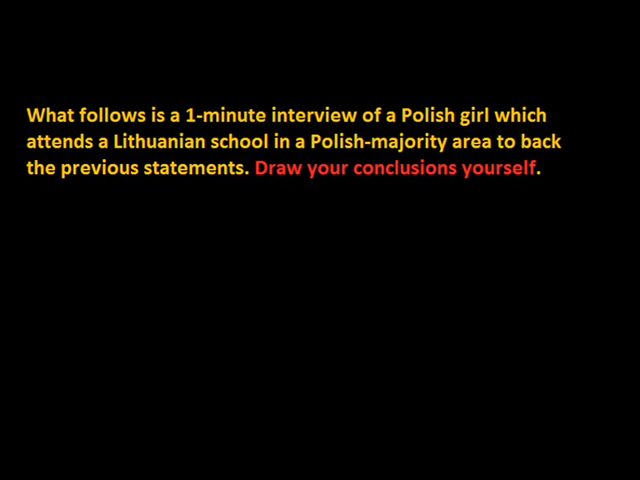 What follows is a 1-minute interview of a Polish girl which
attends a Lithuanian school in a Polish-majority area to back
the previous statements. Draw your conclusions yourself.